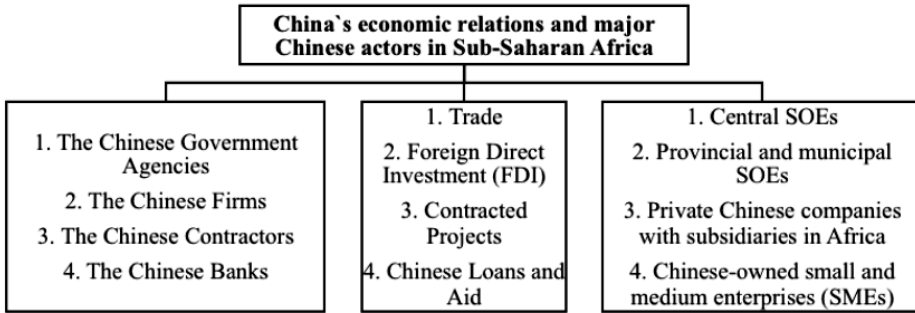 China`s economic relations and major
Chinese actors in Sub-Saharan Africa
1. The Chinese Government
Agencies
2. The Chinese Firms
3. The Chinese Contractors
4. The Chinese Banks
1. Trade
2. Foreign Direct
Investment (FDI)
3. Contracted
Projects
4. Chinese Loans and
Aid
1. Central SOEs
2. Provincial and municipal
SOEs
3. Private Chinese companies
with subsidiaries in Africa
4. Chinese-owned small and
medium enterprises (SMEs)